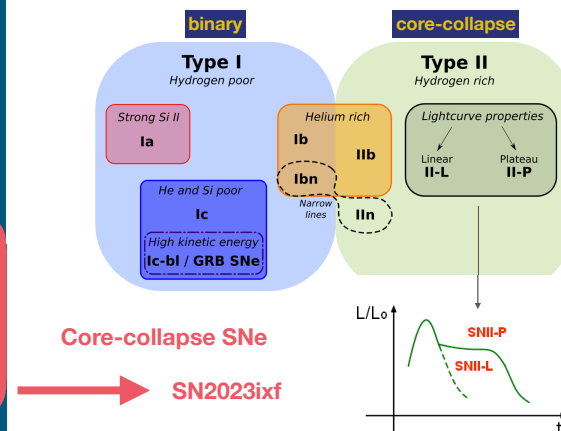 binary
core-collapse
Type I
Hydrogen poor
Type II
Hydrogen rich
Strong Si II
Ia
Helium rich
Ib
IIb
Ibn
Narrow
lines
IIn
Lightcurve properties
Linear
II-L
Plateau
II-P
He and Si poor
Ic
High kinetic energy
Ic-bl / GRB SNe
L/Lo
SNII-P
SNII-L
t
Core-collapse SNe
SN2023ixf